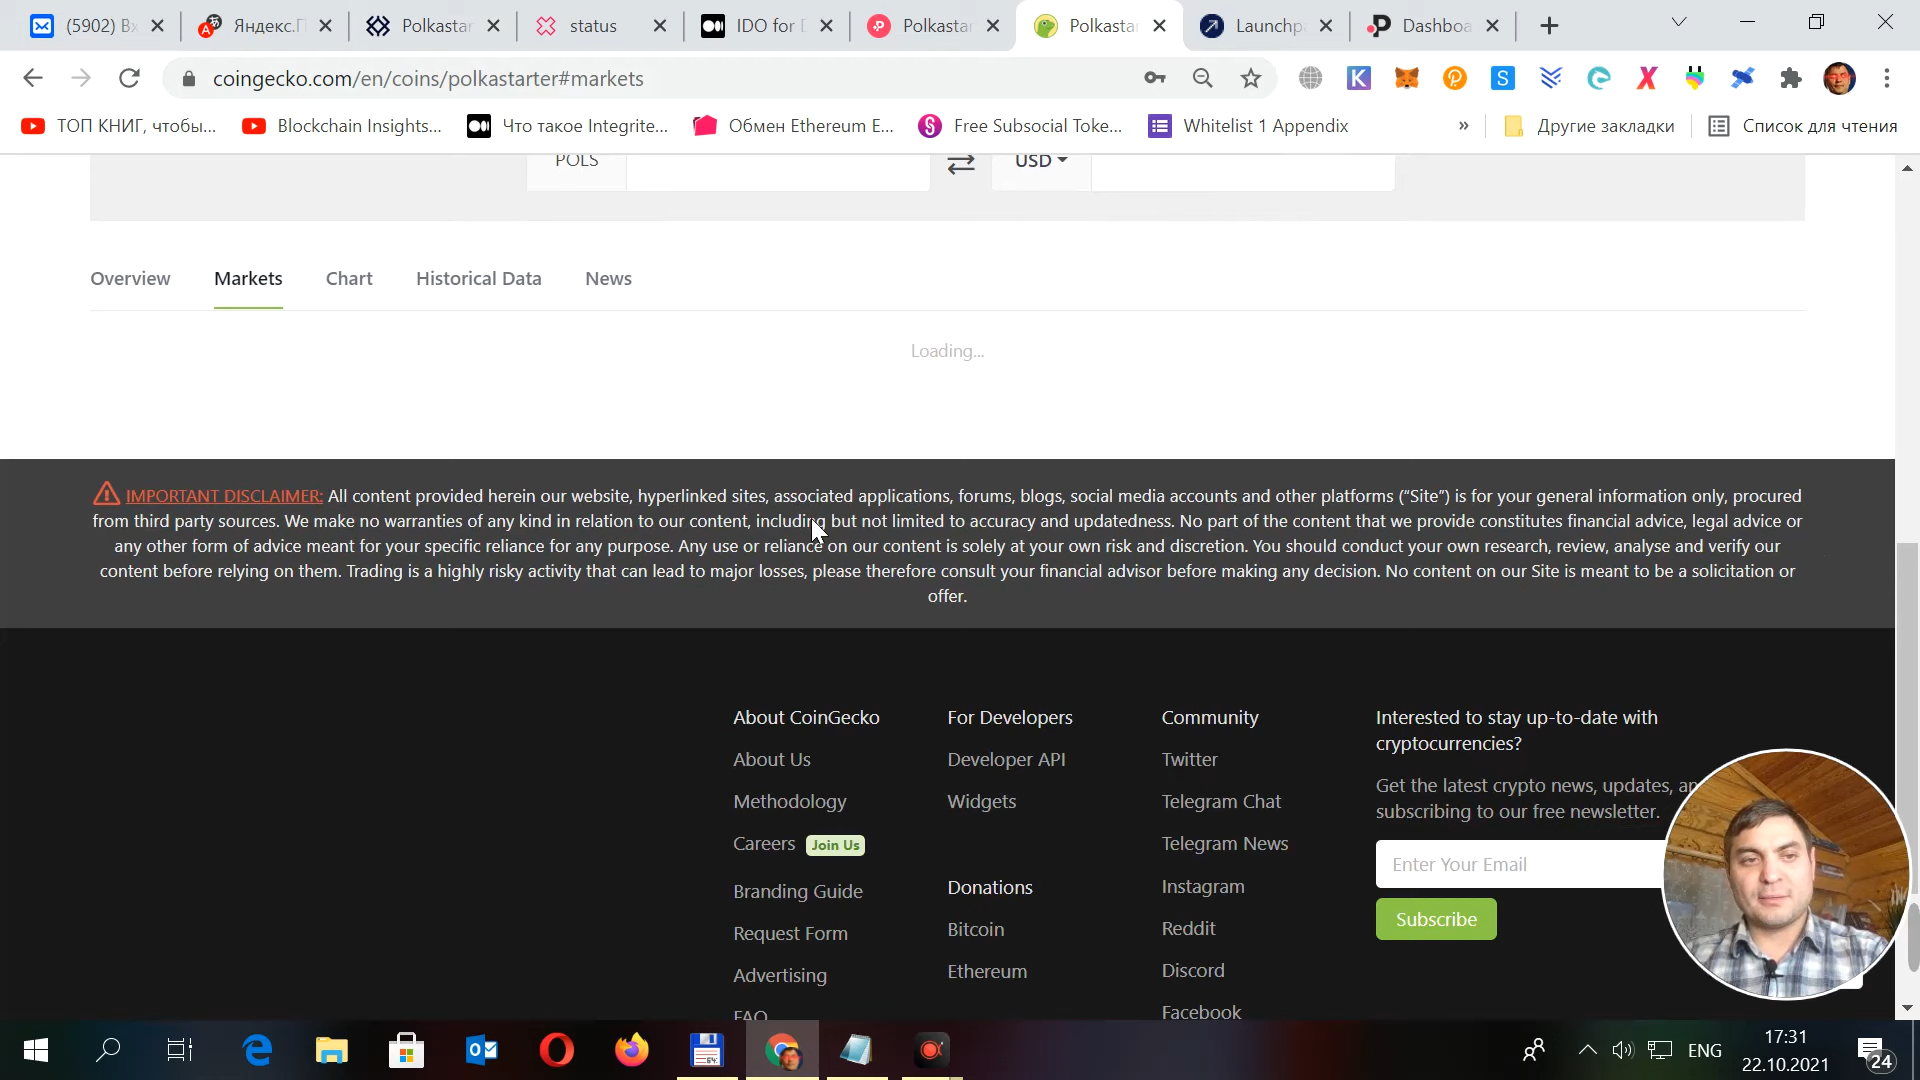 (5902) Вх
Яндекс.П
Polkastar
status
IDO for D
Polkastar
Polkastar
Launchpa
Dashboa
coingecko.com/en/coins/polkastarter#markets
ТОП КНИГ, чтобы...
Blockchain Insights...
Что такое Integrite...
Обмен Ethereum E...
Free Subsocial Toke...
Whitelist 1 Appendix
»
Другие закладки
Список для чтения
POLS
USD
Overview
Markets
Chart
Historical Data
News
Loading...
IMPORTANT DISCLAIMER: All content provided herein our website, hyperlinked sites, associated applications, forums, blogs, social media accounts and other platforms (“Site”) is for your general information only, procured
from third party sources. We make no warranties of any kind in relation to our content, including but not limited to accuracy and updatedness. No part of the content that we provide constitutes financial advice, legal advice or
any other form of advice meant for your specific reliance for any purpose. Any use or reliance on our content is solely at your own risk and discretion. You should conduct your own research, review, analyse and verify our
content before relying on them. Trading is a highly risky activity that can lead to major losses, please therefore consult your financial advisor before making any decision. No content on our Site is meant to be a solicitation or
offer.
About CoinGecko
About Us
Methodology
Careers Join Us
Branding Guide
Request Form
Advertising
FAQ
For Developers
Developer API
Widgets
Donations
Bitcoin
Ethereum
Community
Twitter
Telegram Chat
Telegram News
Instagram
Reddit
Discord
Facebook
Interested to stay up-to-date with
cryptocurrencies?
Get the latest crypto news, updates, an
subscribing to our free newsletter.
Enter Your Email
Subscribe
ENG
17:31
22.10.2021
24